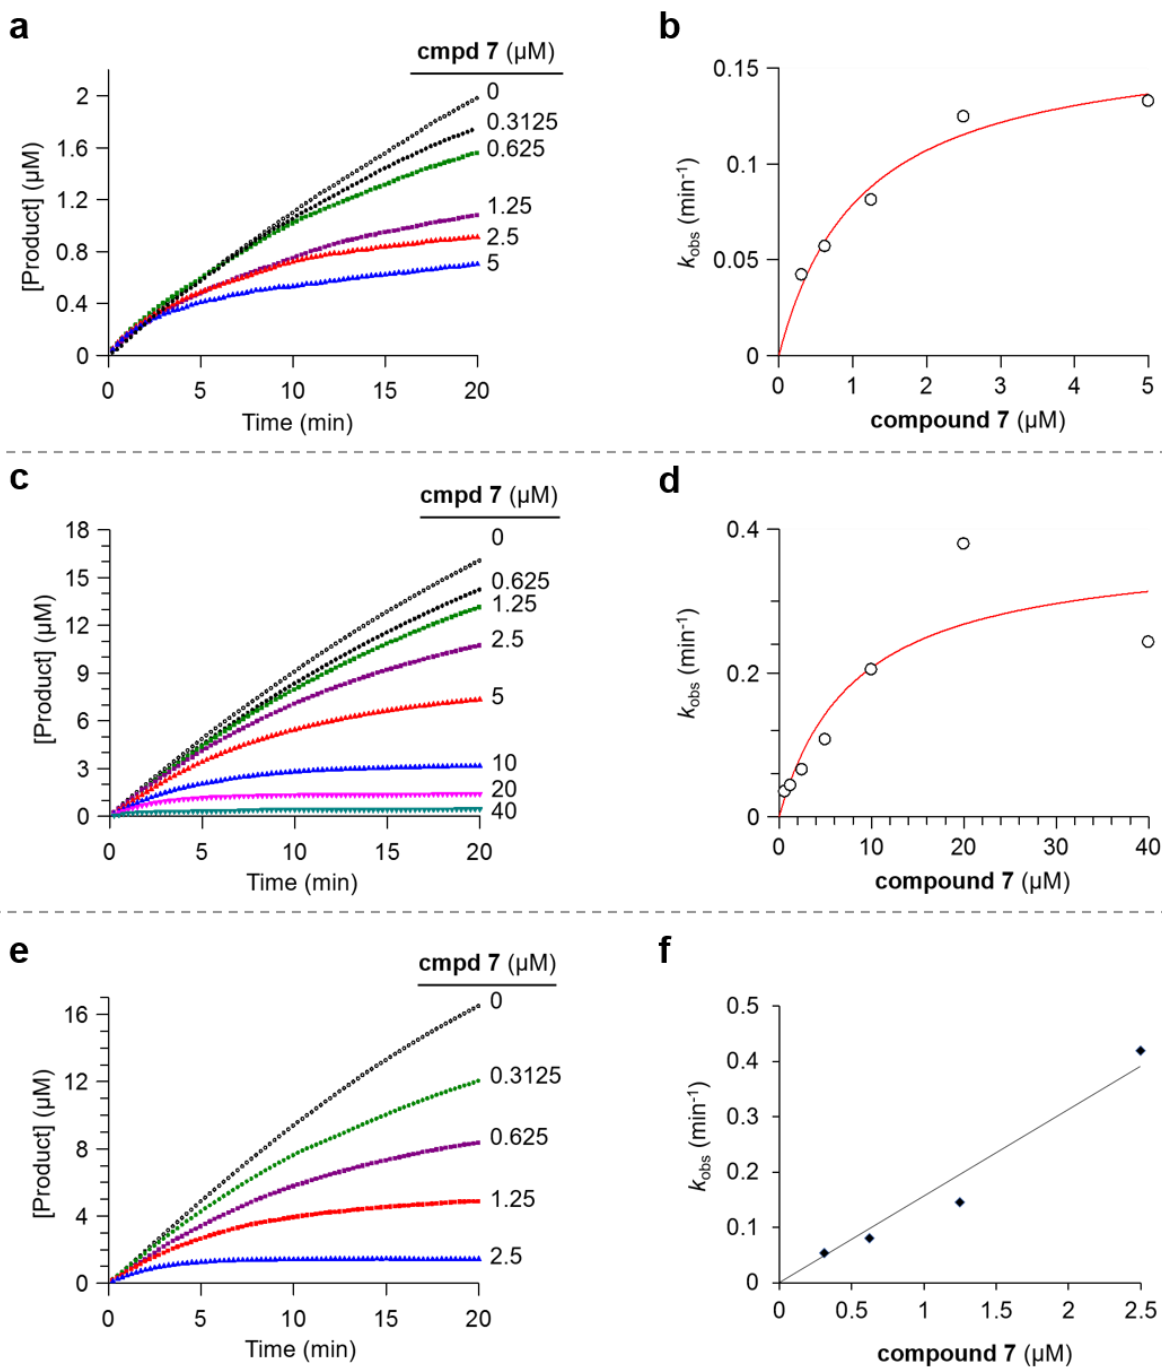 a
cmpd 7 (µM)
0
0.3125
0.625
1.25
2.5
5
2
1.6
1.2
0.8
0.4
0
[Product] (µM)
0 5 10 15 20
Time (min)
b
0.15
0.1
0.05
0
kobs (min-1)
0 1 2 3 4 5
compound 7 (µM)
c
cmpd 7 (µM)
0
0.625
1.25
2.5
5
10
20
40
18
15
12
9
6
3
0
[Product] (µM)
0 5 10 15 20
Time (min)
d
0.4
0.2
0
kobs (min-1)
0 10 20 30 40
compound 7 (µM)
e
cmpd 7 (µM)
0
0.3125
0.625
1.25
2.5
16
12
8
4
0
[Product] (µM)
0 5 10 15 20
Time (min)
f
0.5
0.4
0.3
0.2
0.1
0
kobs (min-1)
0 0.5 1 1.5 2 2.5
compound 7 (µM)